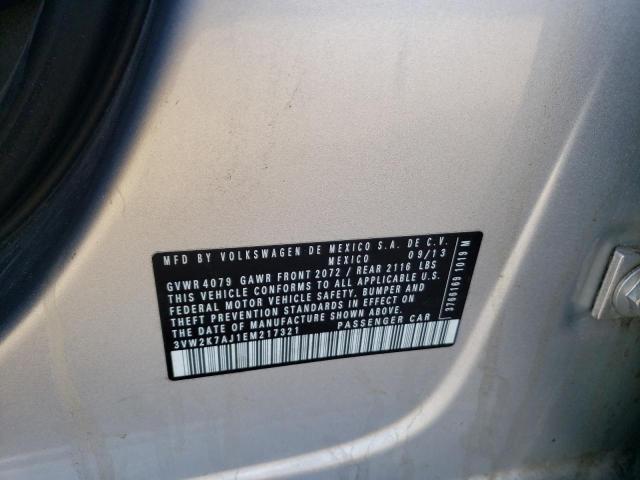 MFD BY VOLKSWAGEN DE MEXICO S.A. DE C.V.
MEXICO 09/13
GVWR 4079 GAWR FRONT 2072 / REAR 2116 LBS
THIS VEHICLE CONFORMS TO ALL APPLICABLE U.S.
FEDERAL MOTOR VEHICLE SAFETY, BUMPER AND
THEFT PREVENTION STANDARDS IN EFFECT ON
THE DATE OF MANUFACTURE SHOWN ABOVE.
3VW2K7AJ1EM217321 PASSENGER CAR
3766169 1019 M